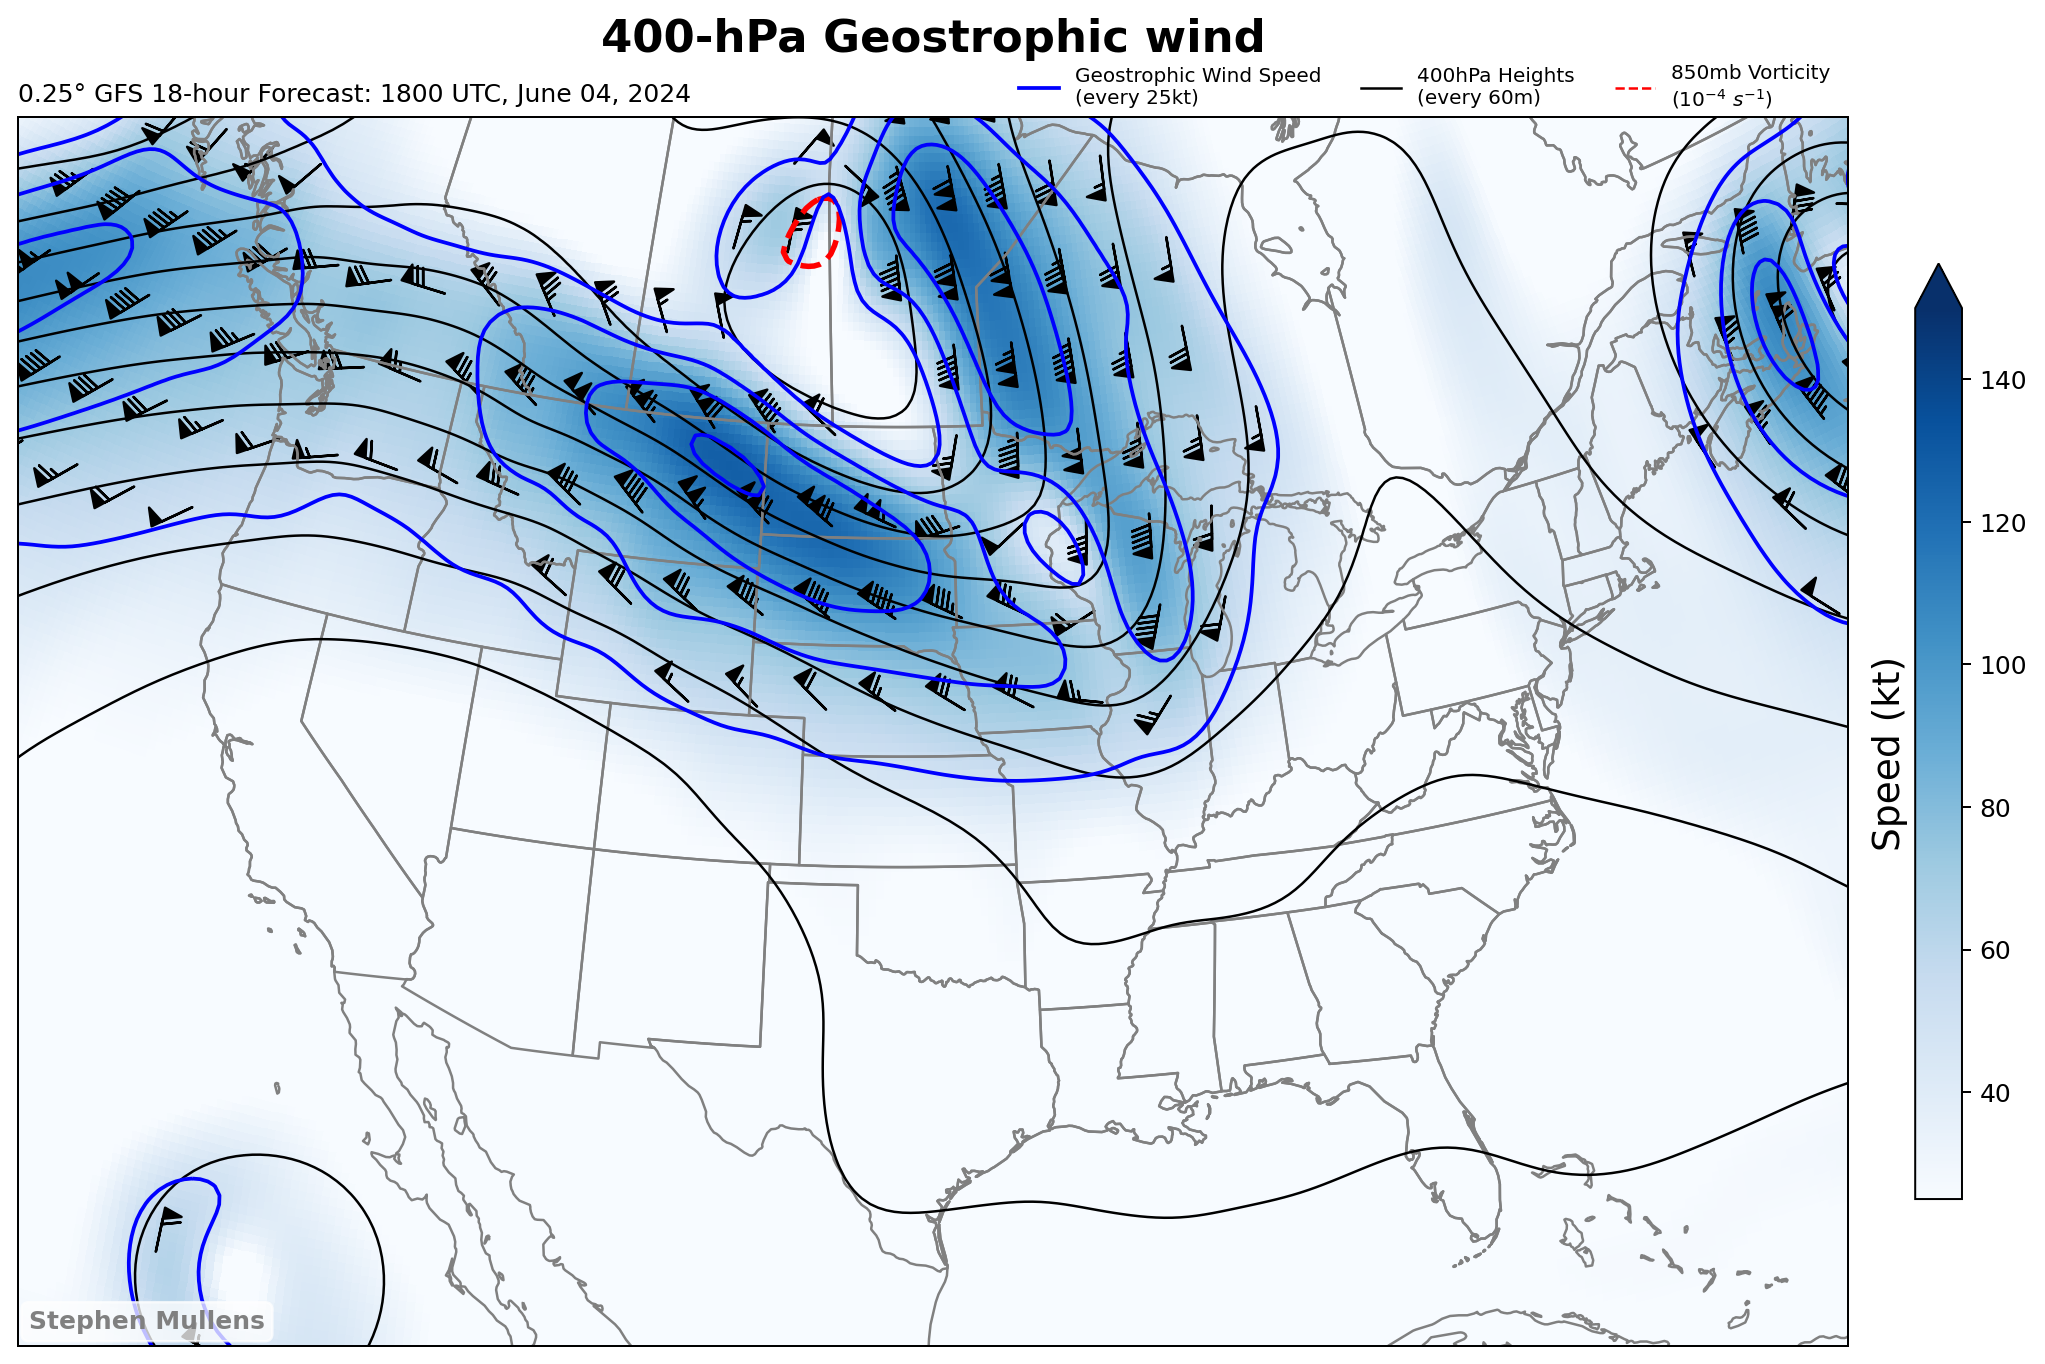 400-hPa Geostrophic wind
0.25° GFS 18-hour Forecast: 1800 UTC, June 04, 2024
Geostrophic Wind Speed
(every 25kt)
400hPa Heights
(every 60m)
850mb Vorticity
(10⁻⁴ s⁻¹)
140
120
100
80
60
40
Speed (kt)
Stephen Mullens